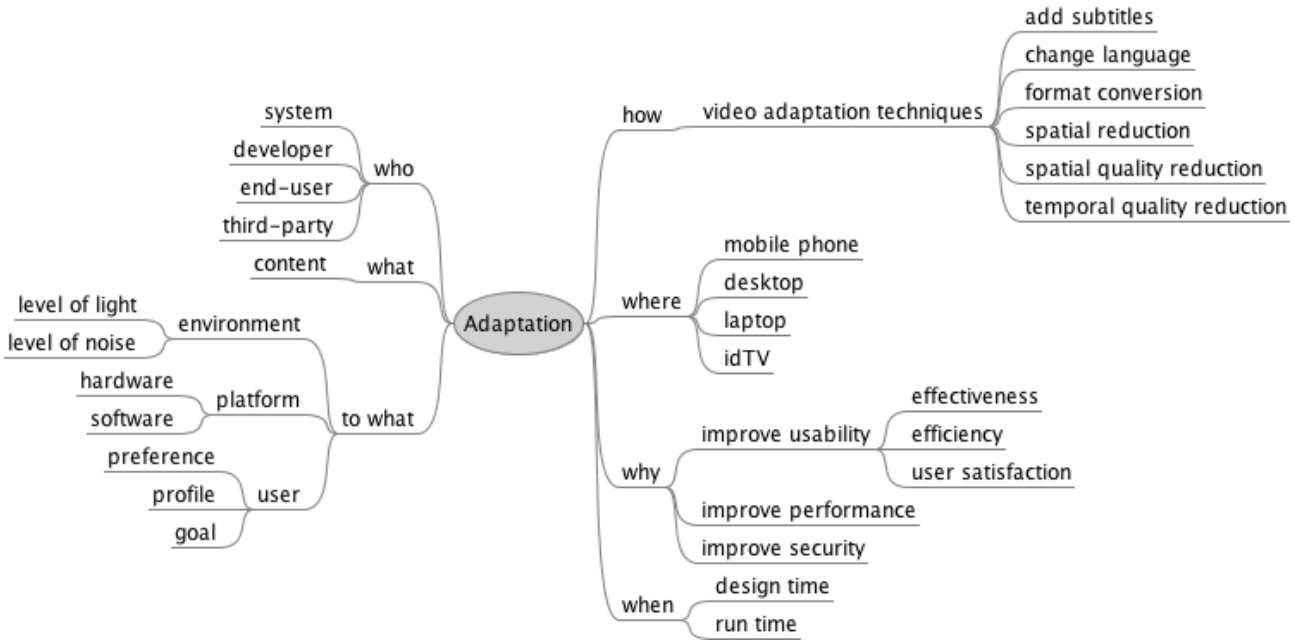 add subtitles
change language
how
video adaptation techniques
format conversion
spatial reduction
spatial quality reduction
temporal quality reduction
system
developer
who
end-user
third-party
content
what
mobile phone
desktop
where
laptop
idTV
Adaptation
level of light
environment
level of noise
hardware
platform
software
to what
preference
profile
user
goal
effectiveness
improve usability
efficiency
user satisfaction
why
improve performance
improve security
when
design time
run time